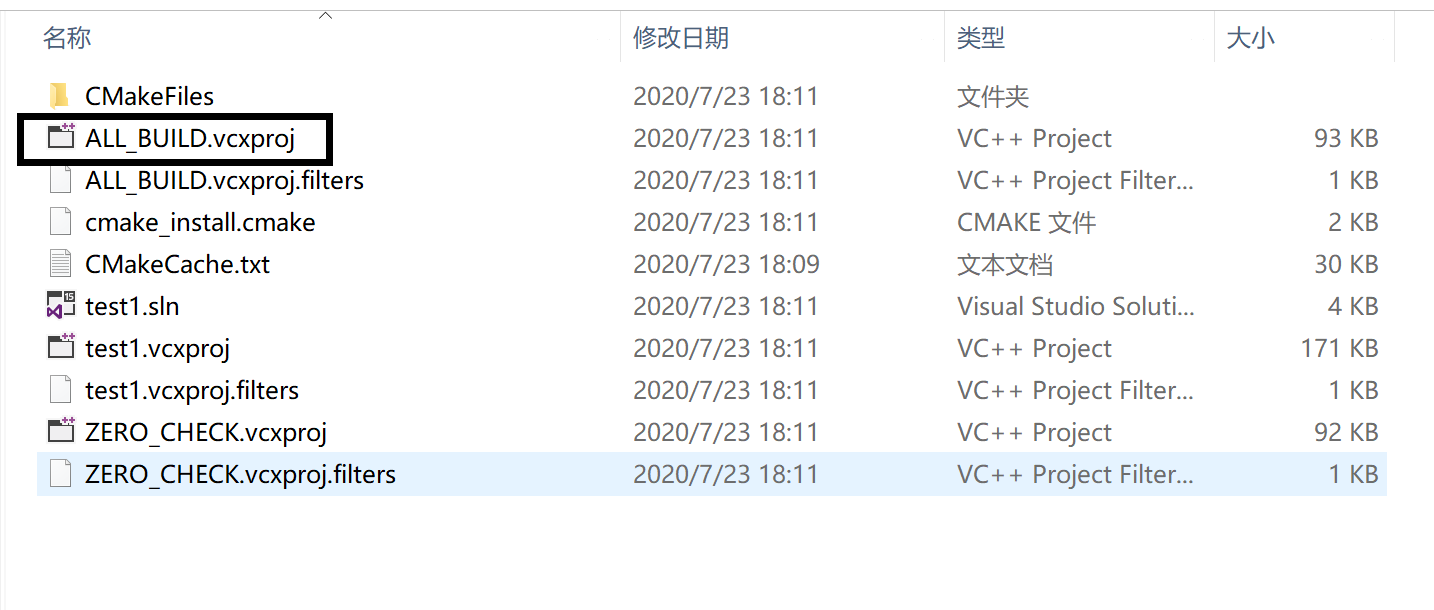 名称 修改日期 类型 大小
CMakeFiles 2020/7/23 18:11 文件夹
ALL_BUILD.vcxproj 2020/7/23 18:11 VC++ Project 93 KB
ALL_BUILD.vcxproj.filters 2020/7/23 18:11 VC++ Project Filter... 1 KB
cmake_install.cmake 2020/7/23 18:11 CMAKE 文件 2 KB
CMakeCache.txt 2020/7/23 18:09 文本文档 30 KB
test1.sln 2020/7/23 18:11 Visual Studio Soluti... 4 KB
test1.vcxproj 2020/7/23 18:11 VC++ Project 171 KB
test1.vcxproj.filters 2020/7/23 18:11 VC++ Project Filter... 1 KB
ZERO_CHECK.vcxproj 2020/7/23 18:11 VC++ Project 92 KB
ZERO_CHECK.vcxproj.filters 2020/7/23 18:11 VC++ Project Filter... 1 KB